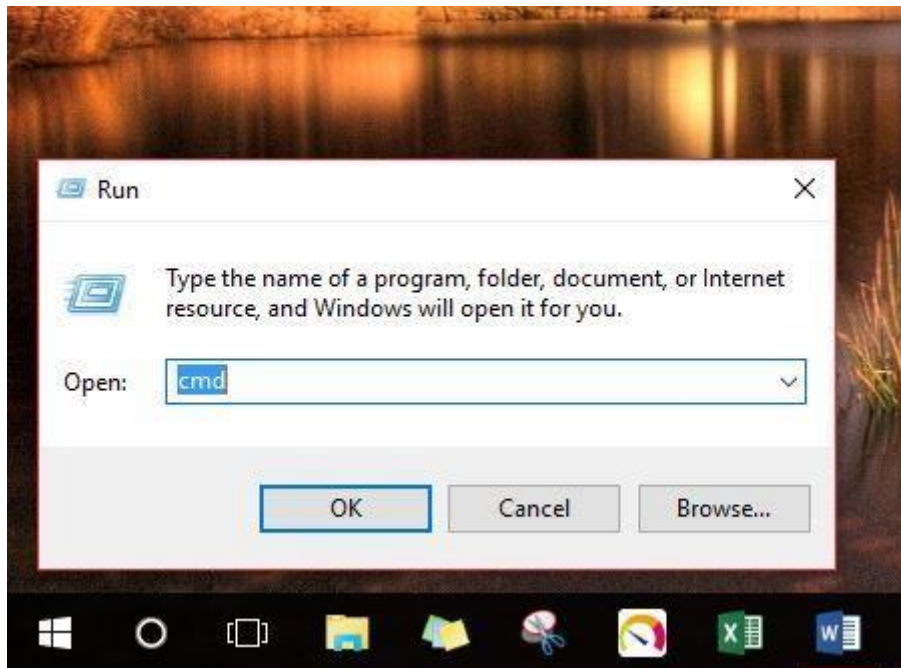 Run
Type the name of a program, folder, document, or Internet
resource, and Windows will open it for you.
Open:
cmd
OK
Cancel
Browse...
X
W